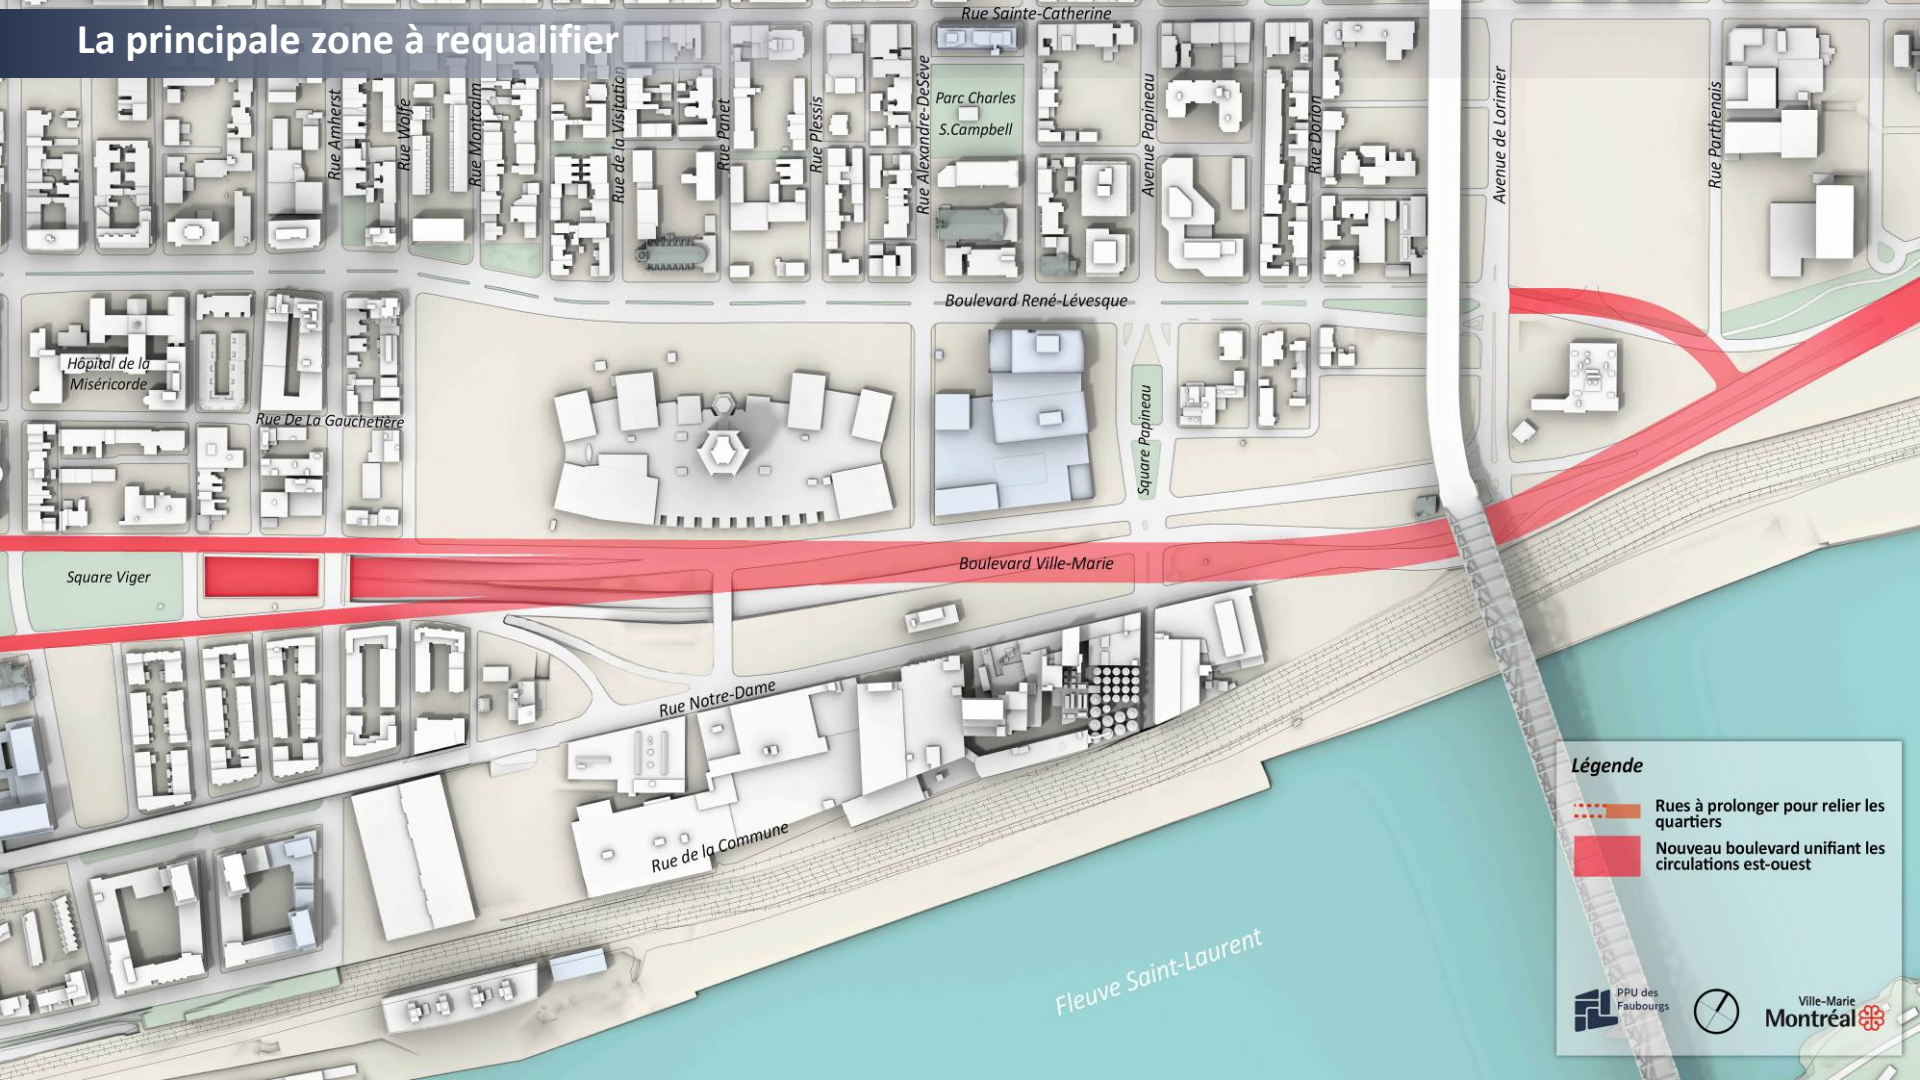 La principale zone à requalifier
Rue Sainte-Catherine
Rue Amherst
Rue Wolfe
Rue Montcalm
Rue de la Visitation
Rue Panet
Rue Plessis
Rue Alexandre-DeSève
Parc Charles
S.Campbell
Avenue Papineau
Rue Dorion
Avenue de Lorimier
Rue Parthenais
Boulevard René-Lévesque
Hôpital de la
Miséricorde
Rue De La Gauchetière
Square Papineau
Square Viger
Boulevard Ville-Marie
Rue Notre-Dame
Rue de la Commune
Fleuve Saint-Laurent
Légende
Rues à prolonger pour relier les
quartiers
Nouveau boulevard unifiant les
circulations est-ouest
PPU des
Faubourgs
Ville-Marie
Montréal